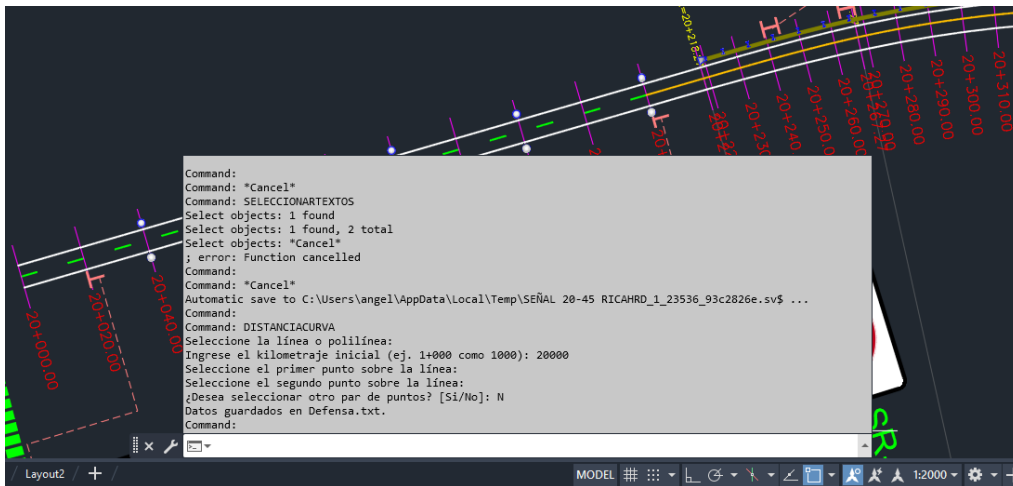 =20+218.2
20+000.00
20+020.00
20+040.00
20+230
20+240
20+250.00
20+260.00
20+270.00
20+280.00
20+290.00
20+300.00
20+310.00
Command:
Command: *Cancel*
Command: SELECCIONARTEXTOS
Select objects: 1 found
Select objects: 1 found, 2 total
Select objects: *Cancel*
; error: Function cancelled
Command:
Command: *Cancel*
Automatic save to C:\Users\angel\AppData\Local\Temp\SEÑAL 20-45 RICAHRD_1_23536_93c2826e.sv$ ...
Command:
Command: DISTANCIACURVA
Seleccione la línea o polilínea:
Ingrese el kilometraje inicial (ej. 1+000 como 1000): 20000
Seleccione el primer punto sobre la línea:
Seleccione el segundo punto sobre la línea:
¿Desea seleccionar otro par de puntos? [Si/No]: N
Datos guardados en Defensa.txt.
Command:
SR
Layout2
MODEL
1:2000